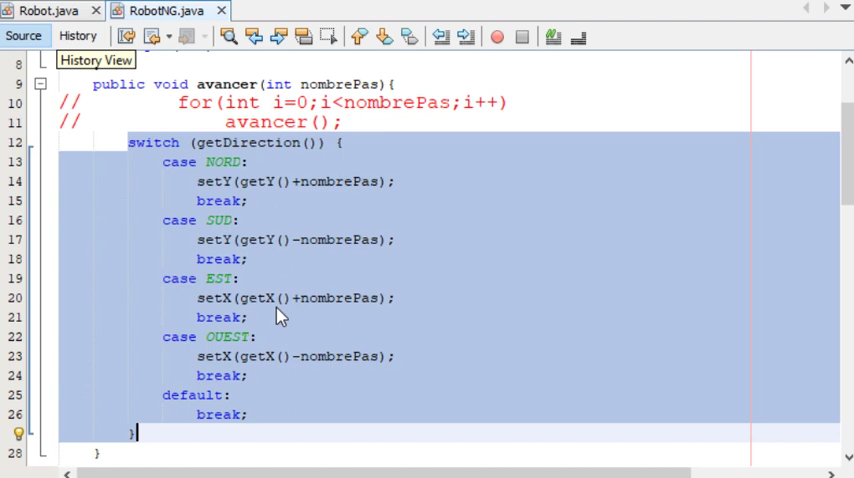 Robot.java × RobotNG.java ×
Source History
History View
8
9 public void avancer(int nombrePas){
10 // for(int i=0;i<nombrePas;i++)
11 // avancer();
12 switch (getDirection()) {
13 case NORD:
14 setY(getY()+nombrePas);
15 break;
16 case SUD:
17 setY(getY()-nombrePas);
18 break;
19 case EST:
20 setX(getX()+nombrePas);
21 break;
22 case OUEST:
23 setX(getX()-nombrePas);
24 break;
25 default:
26 break;
}
28 }